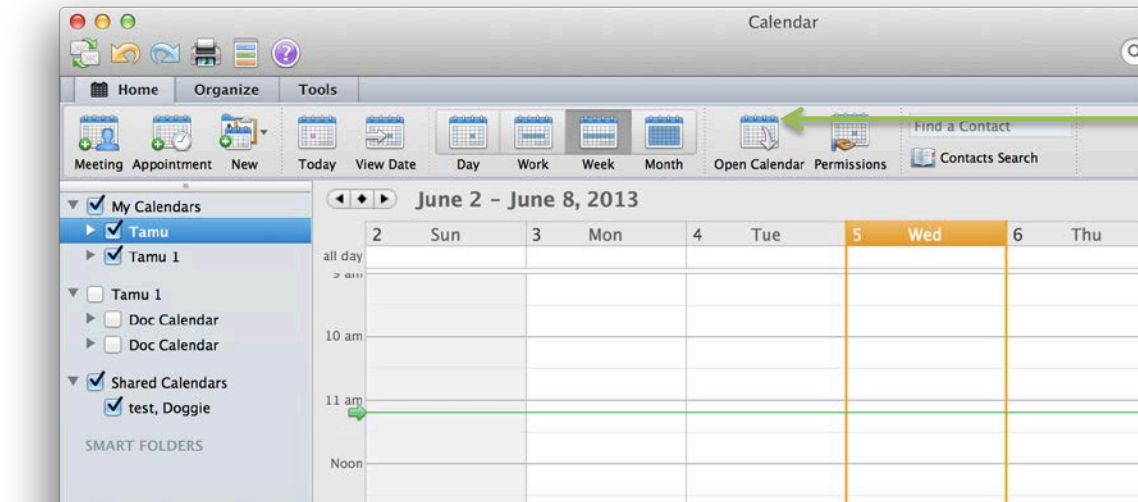 Calendar
Home Organize Tools
Meeting Appointment New Today View Date Day Work Week Month Open Calendar Permissions
Find a Contact
Contacts Search
My Calendars
Tamu
Tamu 1
Tamu 1
Doc Calendar
Doc Calendar
Shared Calendars
test, Doggie
SMART FOLDERS
June 2 – June 8, 2013
2 Sun 3 Mon 4 Tue 5 Wed 6 Thu
all day
9 am
10 am
11 am
Noon